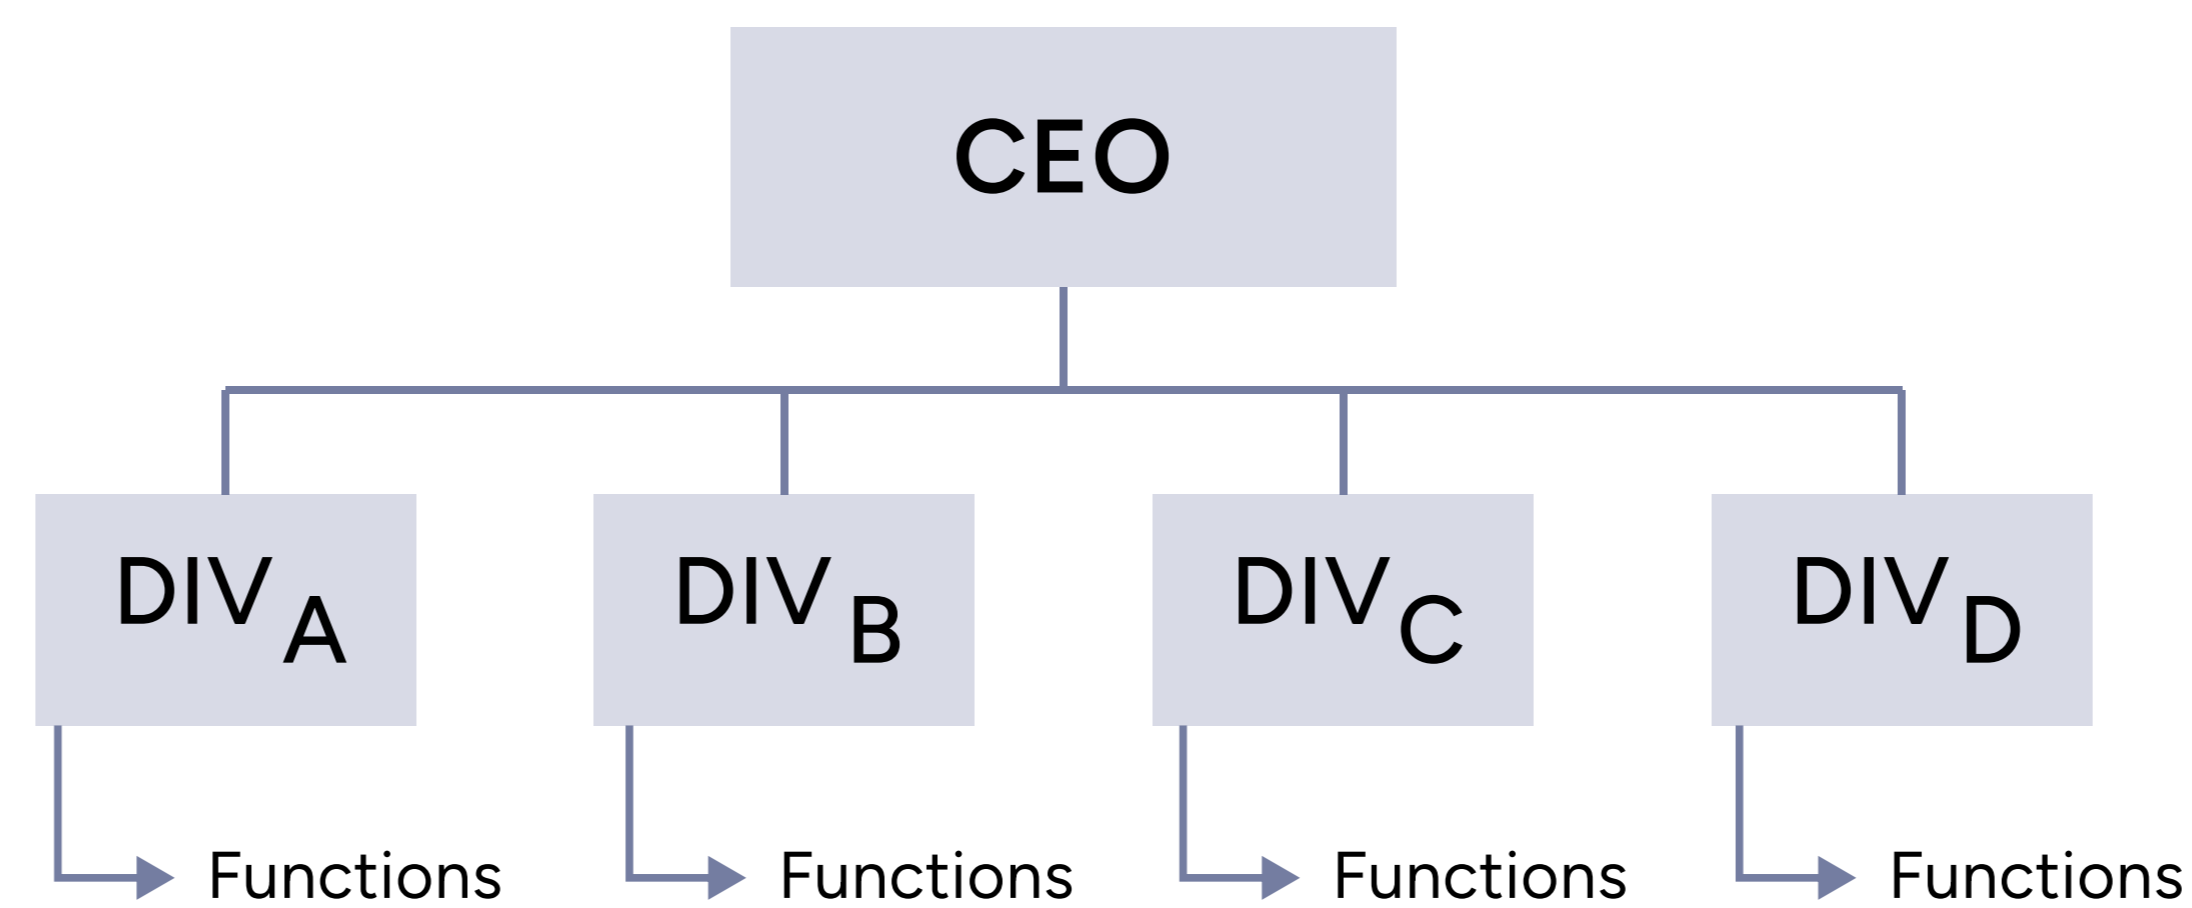 CEO
DIV A
DIV B
DIV C
DIV D
Functions
Functions
Functions
Functions